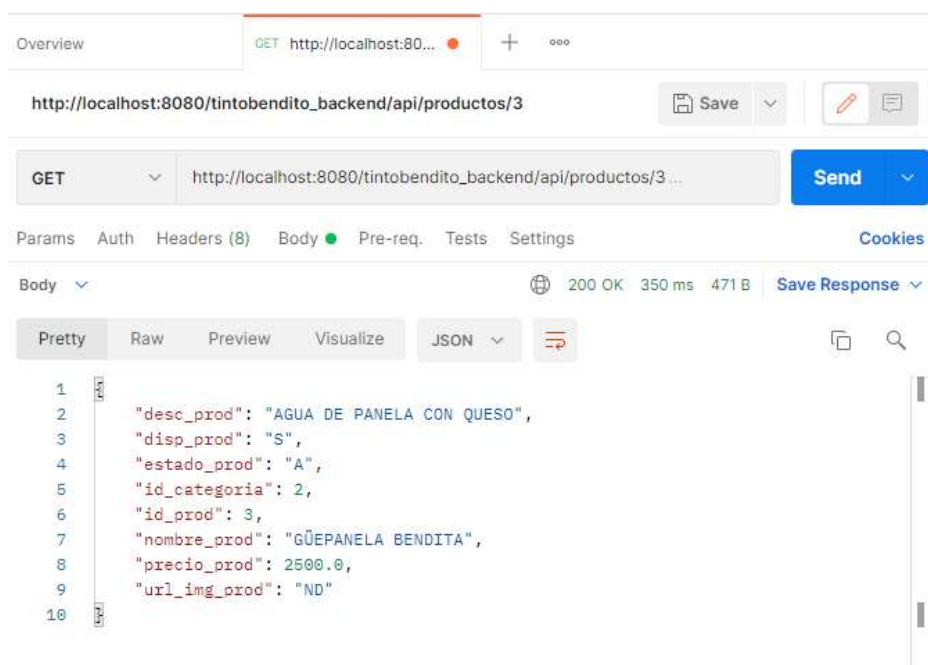 Overview GET http://localhost:80... + ooo
http://localhost:8080/tintobendito_backend/api/productos/3 Save
GET http://localhost:8080/tintobendito_backend/api/productos/3 ... Send
Params Auth Headers (8) Body Pre-req. Tests Settings Cookies
Body 200 OK 350 ms 471 B Save Response
Pretty Raw Preview Visualize JSON
1 {
2 "desc_prod": "AGUA DE PANELA CON QUESO",
3 "disp_prod": "S",
4 "estado_prod": "A",
5 "id_categoria": 2,
6 "id_prod": 3,
7 "nombre_prod": "GÜEPANELA BENDITA",
8 "precio_prod": 2500.0,
9 "url_img_prod": "ND"
10 }